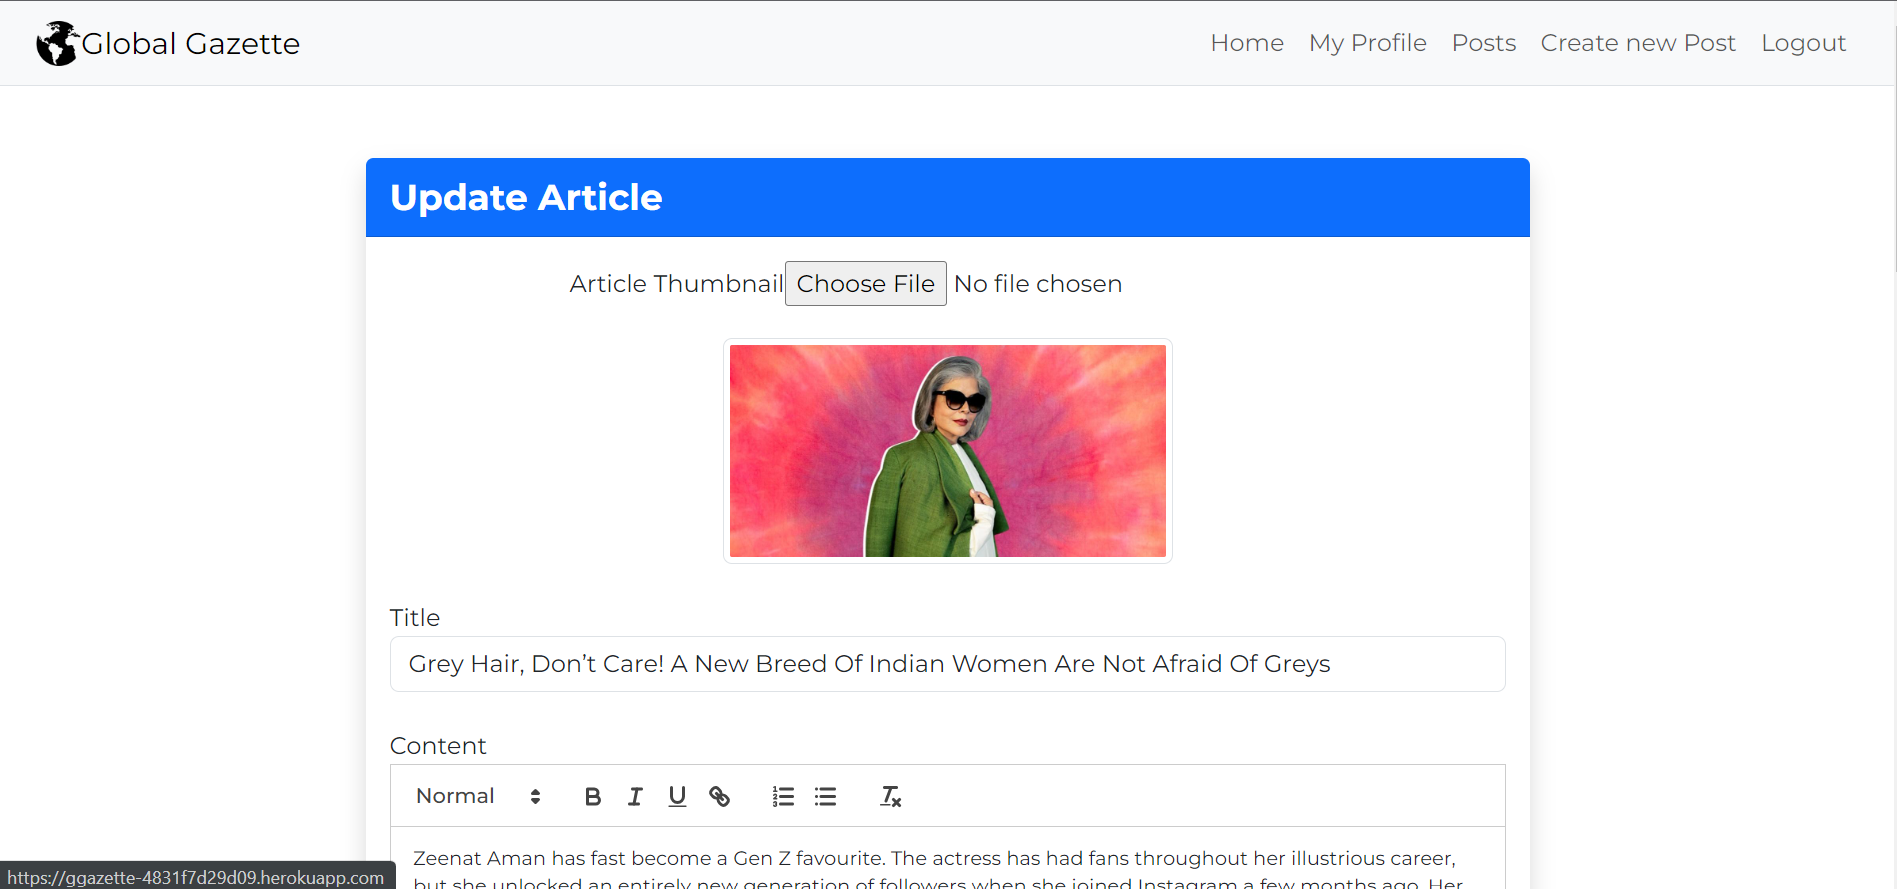 Global Gazette
Home My Profile Posts Create new Post Logout
Update Article
Article Thumbnail Choose File No file chosen
Title
Grey Hair, Don’t Care! A New Breed Of Indian Women Are Not Afraid Of Greys
Content
Normal
Zeenat Aman has fast become a Gen Z favourite. The actress has had fans throughout her illustrious career,
but she unlocked an entirely new generation of followers when she joined Instagram a few months ago. Her
https://ggazette-4831f7d29d09.herokuapp.com